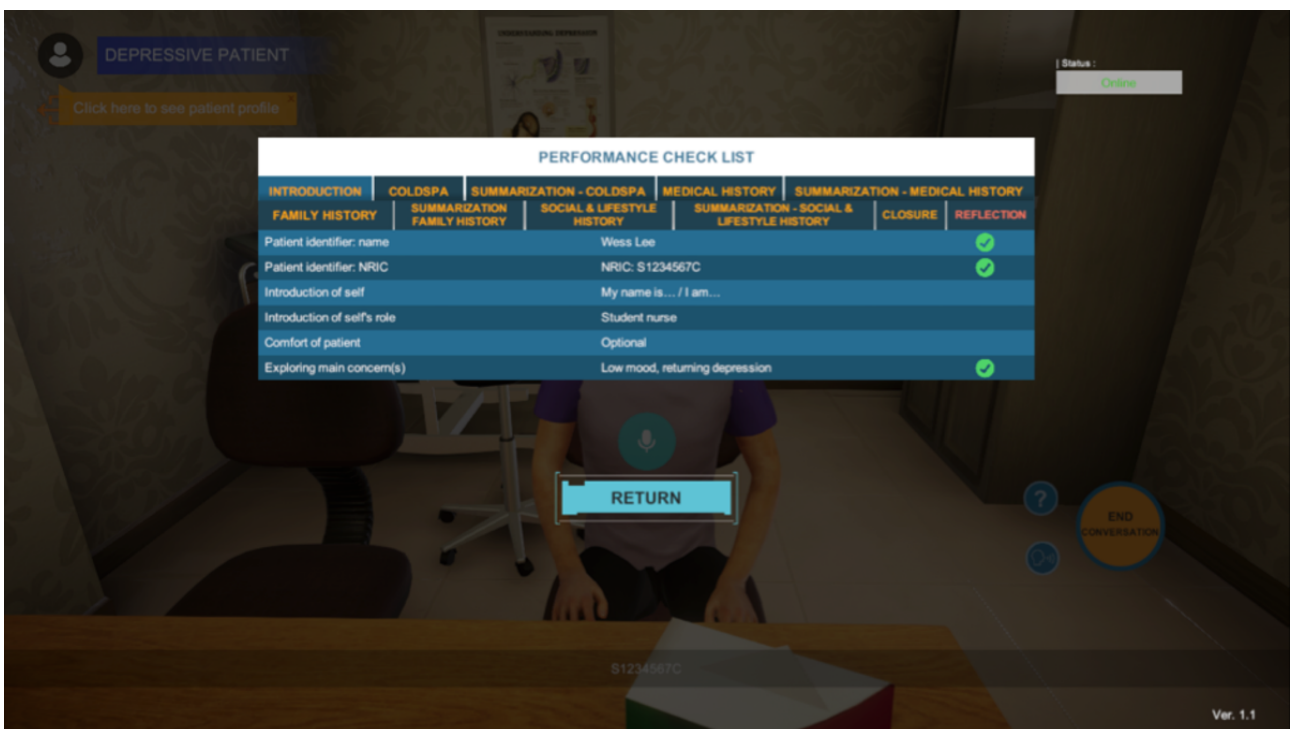 UNDERSTANDING DEPRESSION
DEPRESSIVE PATIENT
| Status :
Online
Click here to see patient profile
x
PERFORMANCE CHECK LIST
INTRODUCTION COLDSPA SUMMARIZATION - COLDSPA MEDICAL HISTORY SUMMARIZATION - MEDICAL HISTORY
FAMILY HISTORY SUMMARIZATION FAMILY HISTORY SOCIAL & LIFESTYLE HISTORY SUMMARIZATION - SOCIAL & LIFESTYLE HISTORY CLOSURE REFLECTION
Patient identifier: name Wess Lee
Patient identifier: NRIC NRIC: S1234567C
Introduction of self My name is… / I am…
Introduction of self's role Student nurse
Comfort of patient Optional
Exploring main concern(s) Low mood, returning depression
RETURN
?
END
CONVERSATION
S1234567C
Ver. 1.1